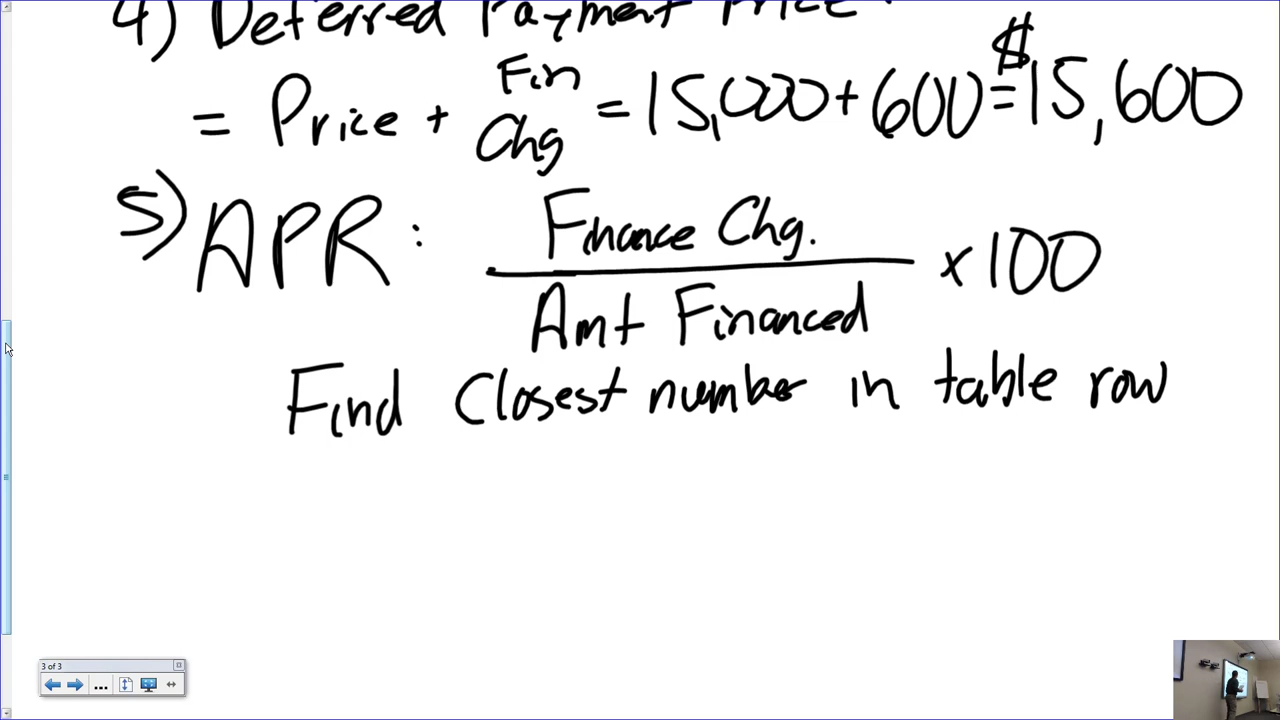 4) Deferred Payment Price
= Price + Fin Chg = 15,000 + 600 = $15,600
5) APR: Finance Chg. / Amt Financed × 100
Find Closest number in table row
3 of 3